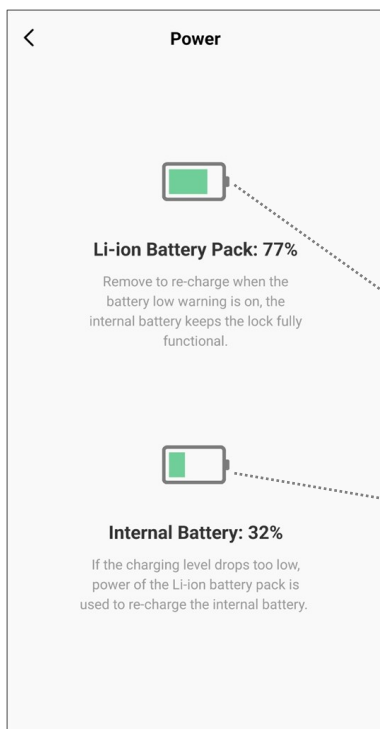 Power
Li-ion Battery Pack: 77%
Remove to re-charge when the
battery low warning is on, the
internal battery keeps the lock fully
functional.
Internal Battery: 32%
If the charging level drops too low,
power of the Li-ion battery pack is
used to re-charge the internal battery.